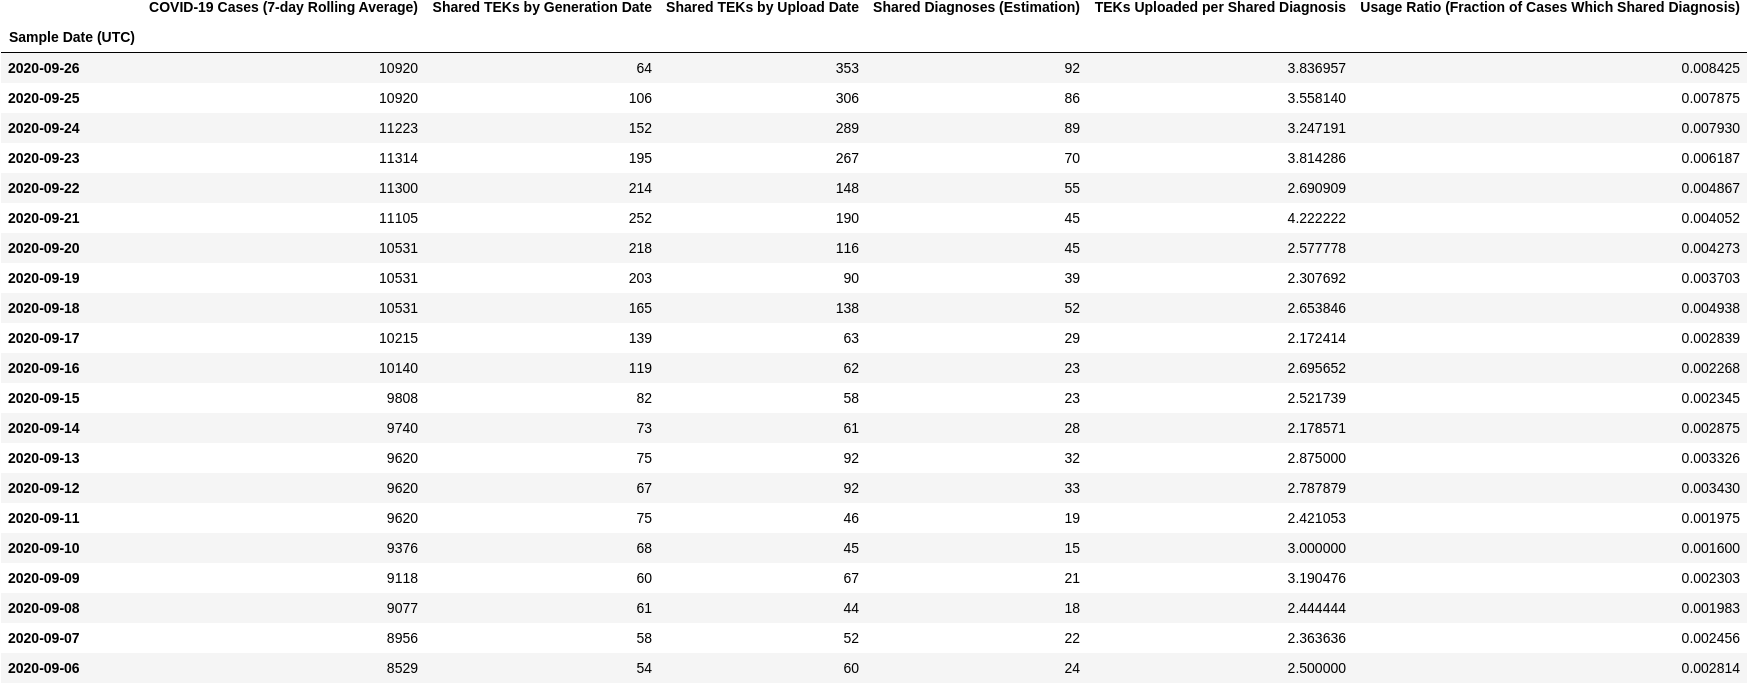 COVID-19 Cases (7-day Rolling Average) Shared TEKs by Generation Date Shared TEKs by Upload Date Shared Diagnoses (Estimation) TEKs Uploaded per Shared Diagnosis Usage Ratio (Fraction of Cases Which Shared Diagnosis)
Sample Date (UTC)
2020-09-26 10920 64 353 92 3.836957 0.008425
2020-09-25 10920 106 306 86 3.558140 0.007875
2020-09-24 11223 152 289 89 3.247191 0.007930
2020-09-23 11314 195 267 70 3.814286 0.006187
2020-09-22 11300 214 148 55 2.690909 0.004867
2020-09-21 11105 252 190 45 4.222222 0.004052
2020-09-20 10531 218 116 45 2.577778 0.004273
2020-09-19 10531 203 90 39 2.307692 0.003703
2020-09-18 10531 165 138 52 2.653846 0.004938
2020-09-17 10215 139 63 29 2.172414 0.002839
2020-09-16 10140 119 62 23 2.695652 0.002268
2020-09-15 9808 82 58 23 2.521739 0.002345
2020-09-14 9740 73 61 28 2.178571 0.002875
2020-09-13 9620 75 92 32 2.875000 0.003326
2020-09-12 9620 67 92 33 2.787879 0.003430
2020-09-11 9620 75 46 19 2.421053 0.001975
2020-09-10 9376 68 45 15 3.000000 0.001600
2020-09-09 9118 60 67 21 3.190476 0.002303
2020-09-08 9077 61 44 18 2.444444 0.001983
2020-09-07 8956 58 52 22 2.363636 0.002456
2020-09-06 8529 54 60 24 2.500000 0.002814